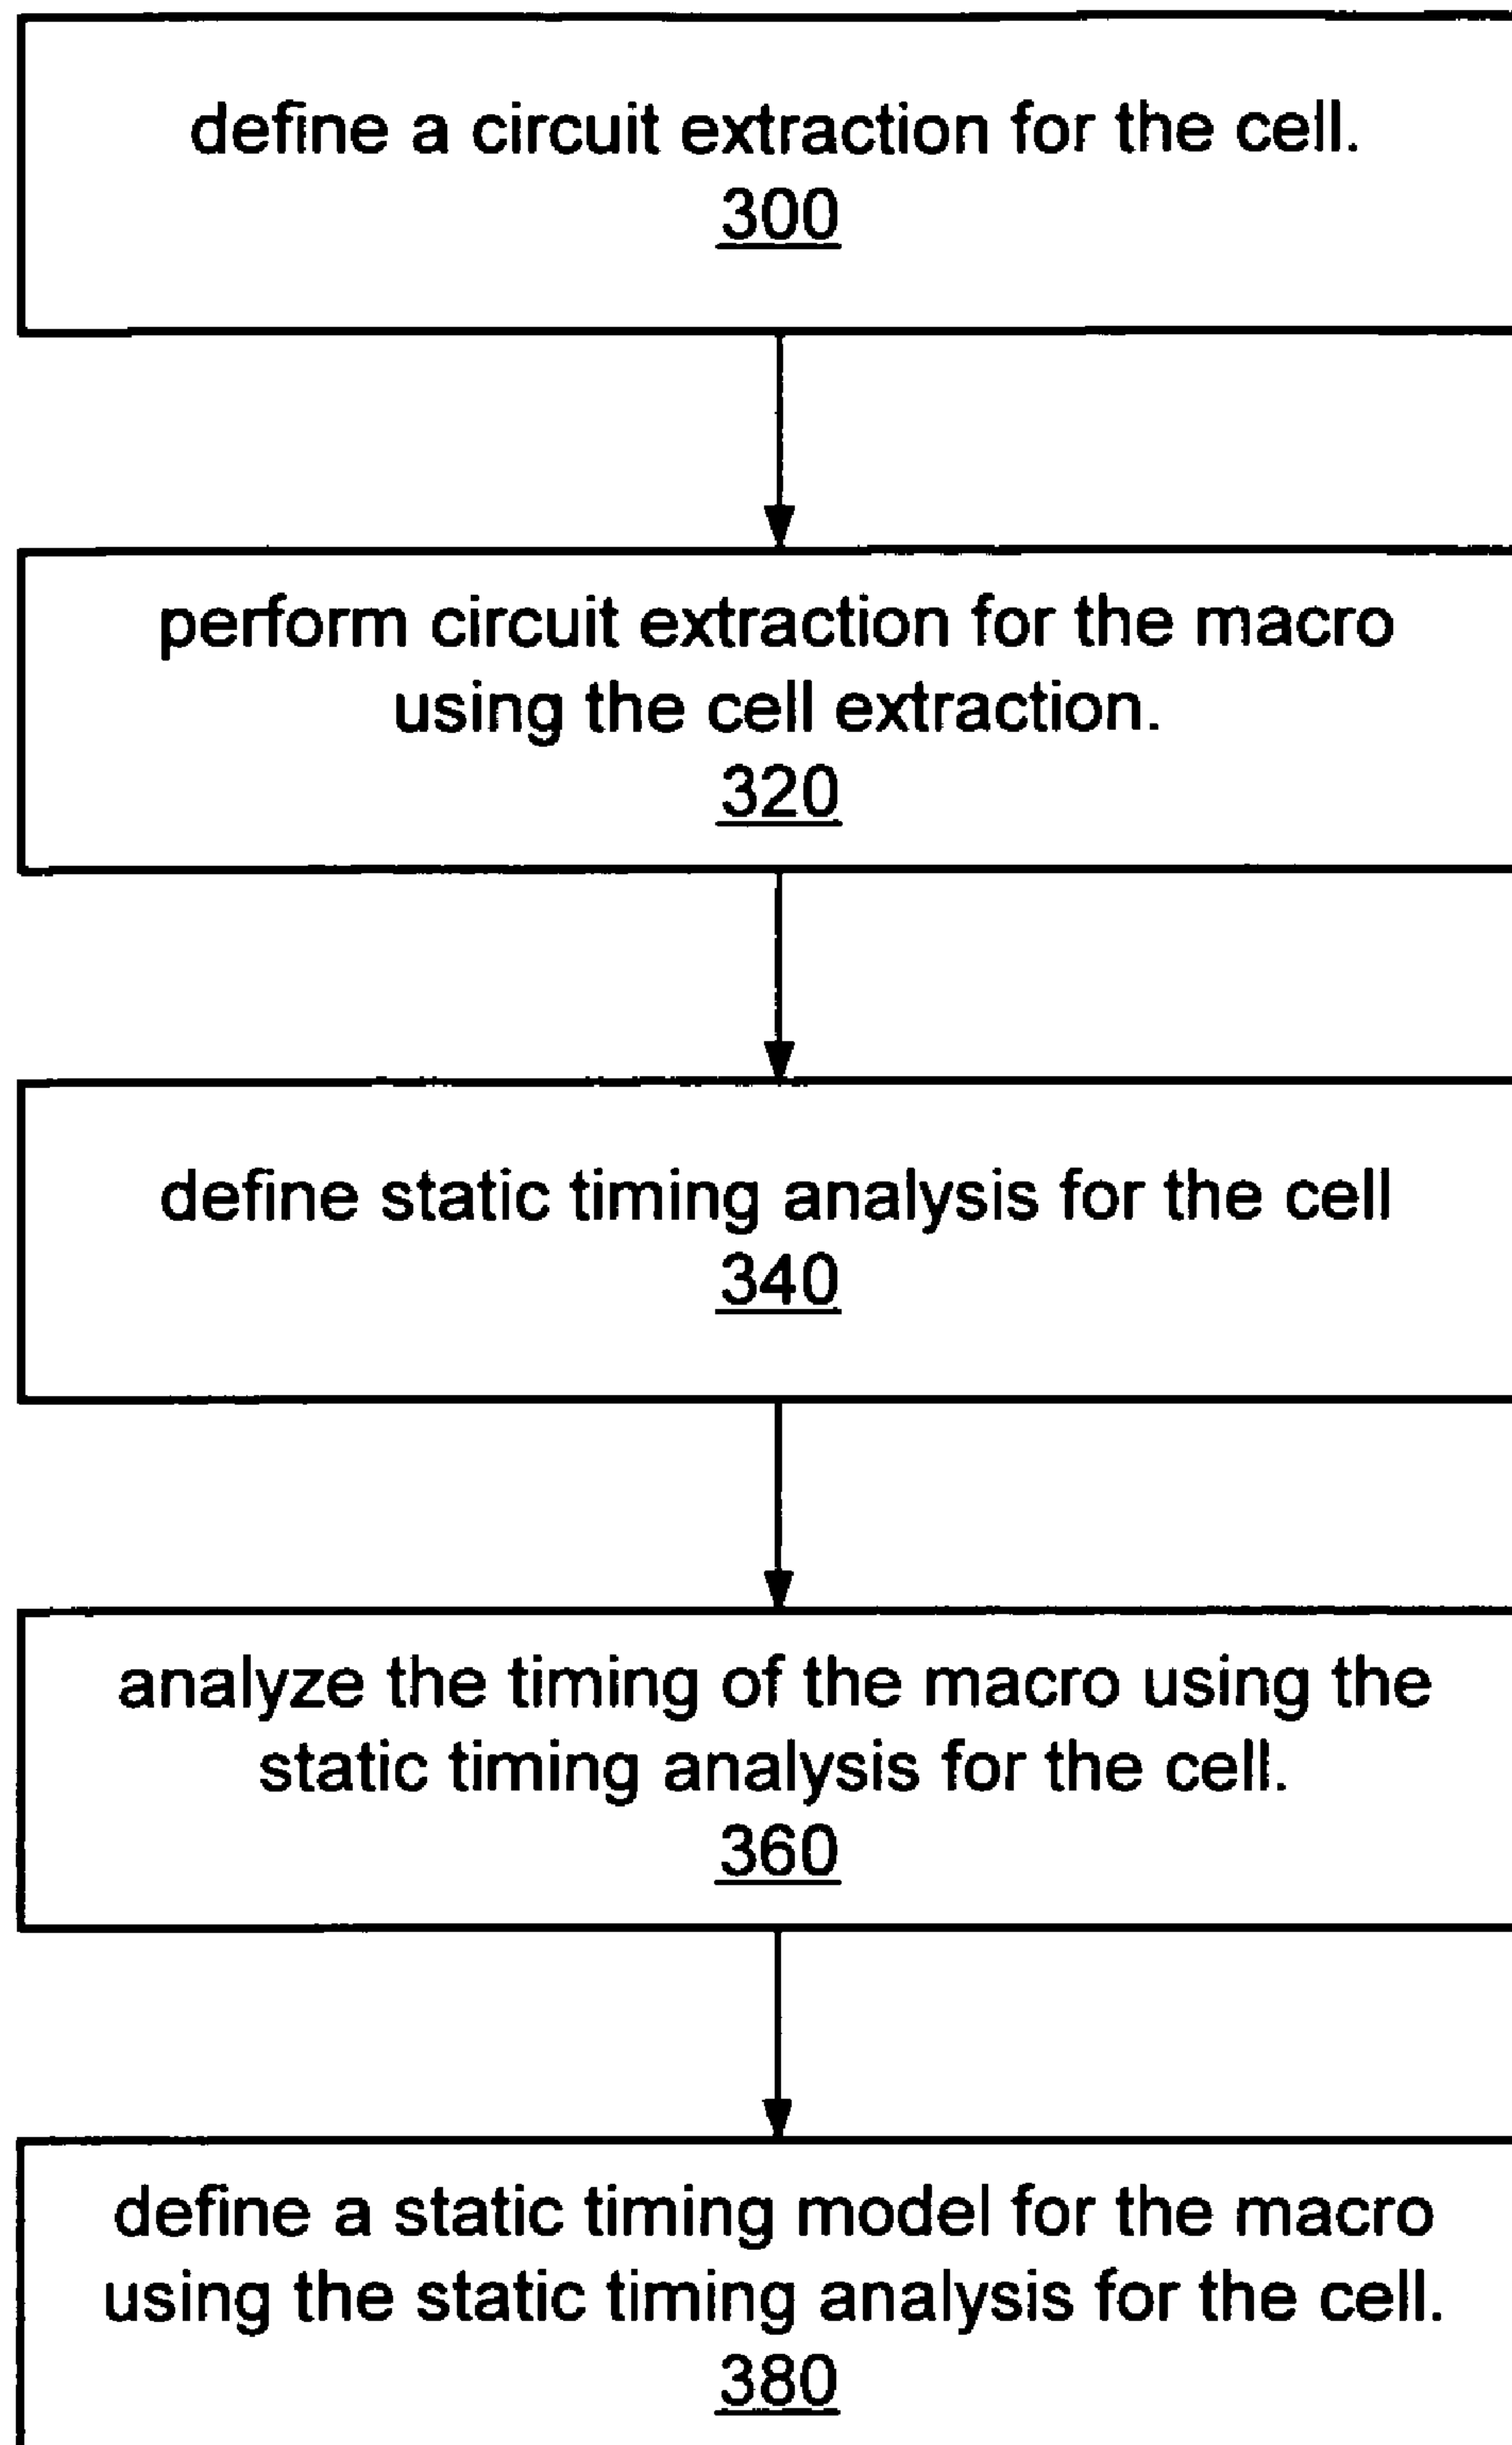 define a circuit extraction for the cell.
300
perform circuit extraction for the macro
using the cell extraction.
320
define static timing analysis for the cell
340
analyze the timing of the macro using the
static timing analysis for the cell.
360
define a static timing model for the macro
using the static timing analysis for the cell.
380